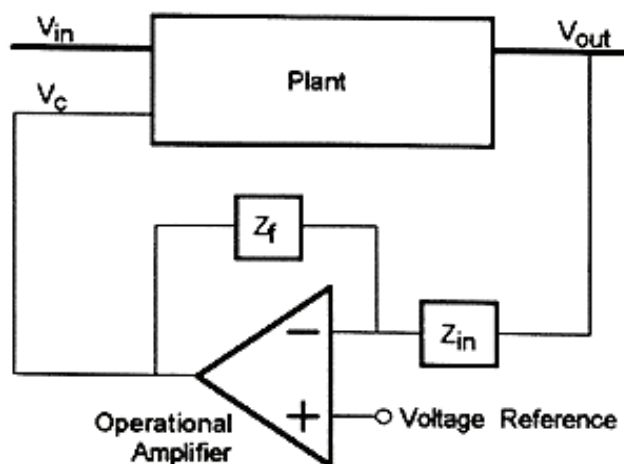 Vin
Vout
Plant
Vc
Zf
−
Zin
+
Voltage Reference
Operational
Amplifier